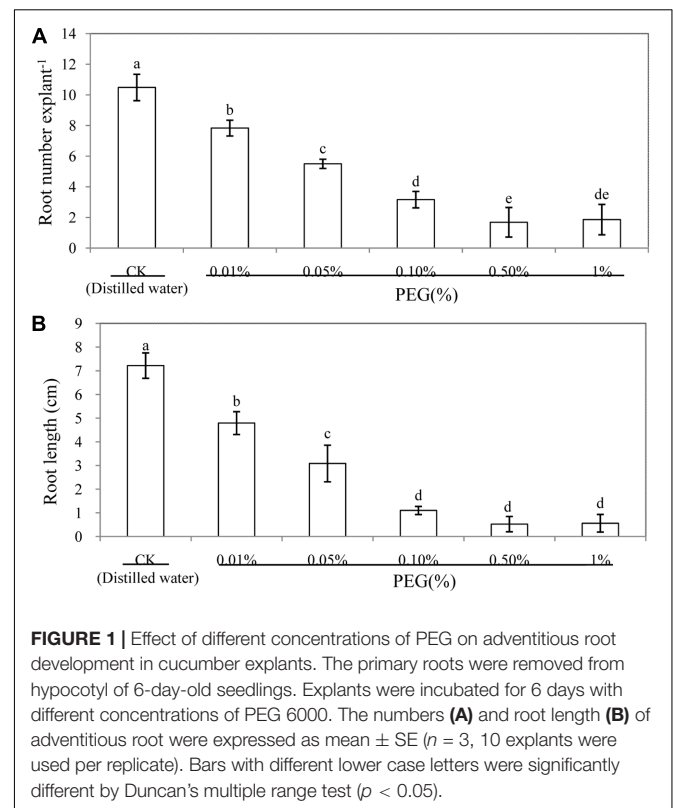 A
14
a
12
b
10
c
8
d
6
e
de
4
2
0
Root number explant-1
CK
0.01%
0.05%
0.10%
0.50%
1%
(Distilled water)
PEG(%)
B
9
a
8
7
b
6
c
5
4
d
d
d
3
2
1
0
Root length (cm)
CK
0.01%
0.05%
0.10%
0.50%
1%
(Distilled water)
PEG(%)
FIGURE 1 | Effect of different concentrations of PEG on adventitious root
development in cucumber explants. The primary roots were removed from
hypocotyl of 6-day-old seedlings. Explants were incubated for 6 days with
different concentrations of PEG 6000. The numbers (A) and root length (B) of
adventitious root were expressed as mean ± SE (n = 3, 10 explants were
used per replicate). Bars with different lower case letters were significantly
different by Duncan's multiple range test (p < 0.05).